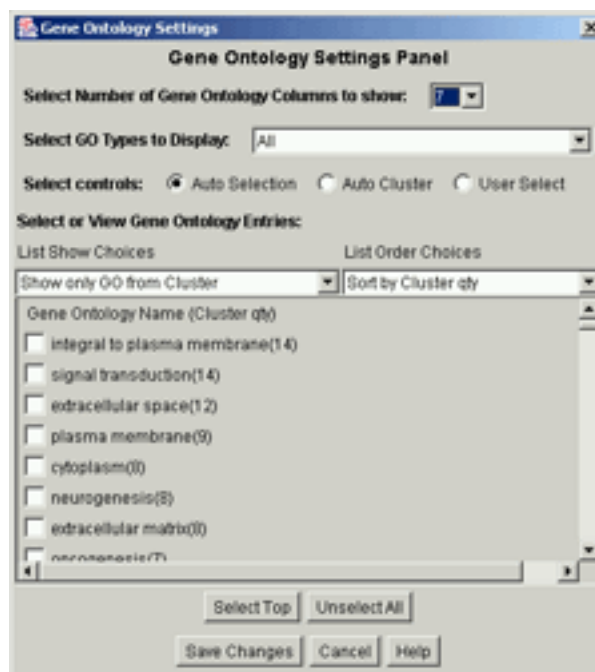 Gene Ontology Settings
Gene Ontology Settings Panel
Select Number of Gene Ontology Columns to show: 7
Select GO Types to Display: All
Select controls: Auto Selection Auto Cluster User Select
Select or View Gene Ontology Entries:
List Show Choices List Order Choices
Show only GO from Cluster Sort by Cluster qty
Gene Ontology Name (Cluster qty)
integral to plasma membrane(14)
signal transduction(14)
extracellular space(12)
plasma membrane(9)
cytoplasm(8)
neurogenesis(8)
extracellular matrix(8)
oncogenesis(7)
Select Top Unselect All
Save Changes Cancel Help